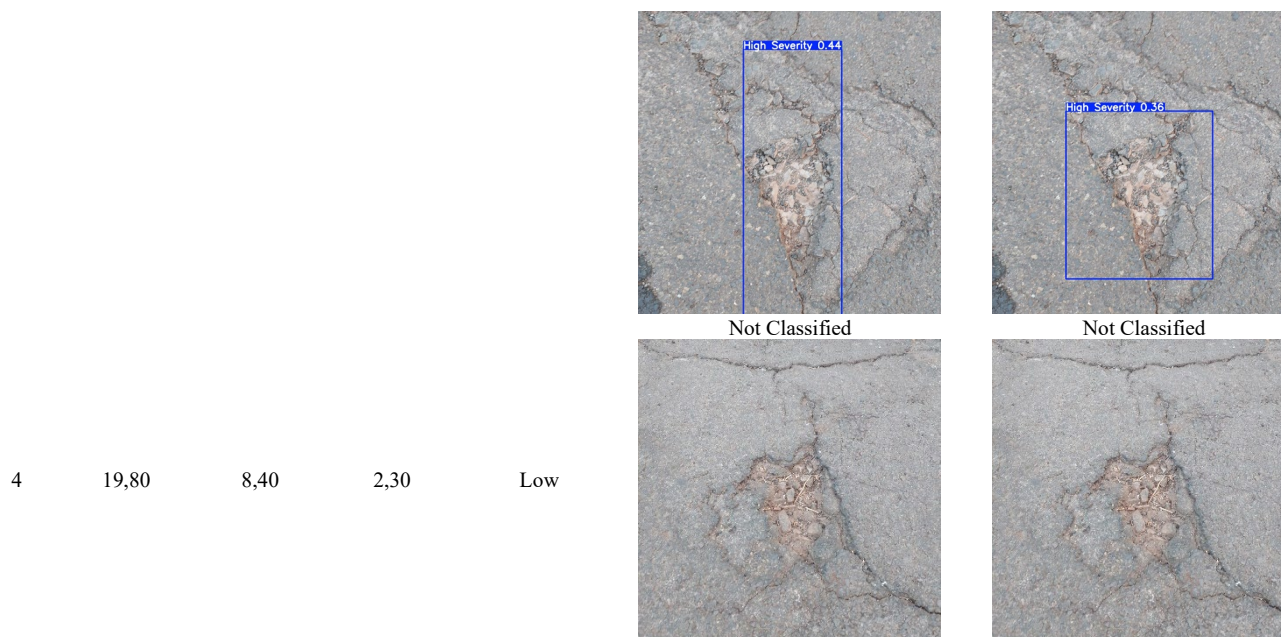 High Severity 0.44
High Severity 0.36
Not Classified
Not Classified
4 19,80 8,40 2,30 Low